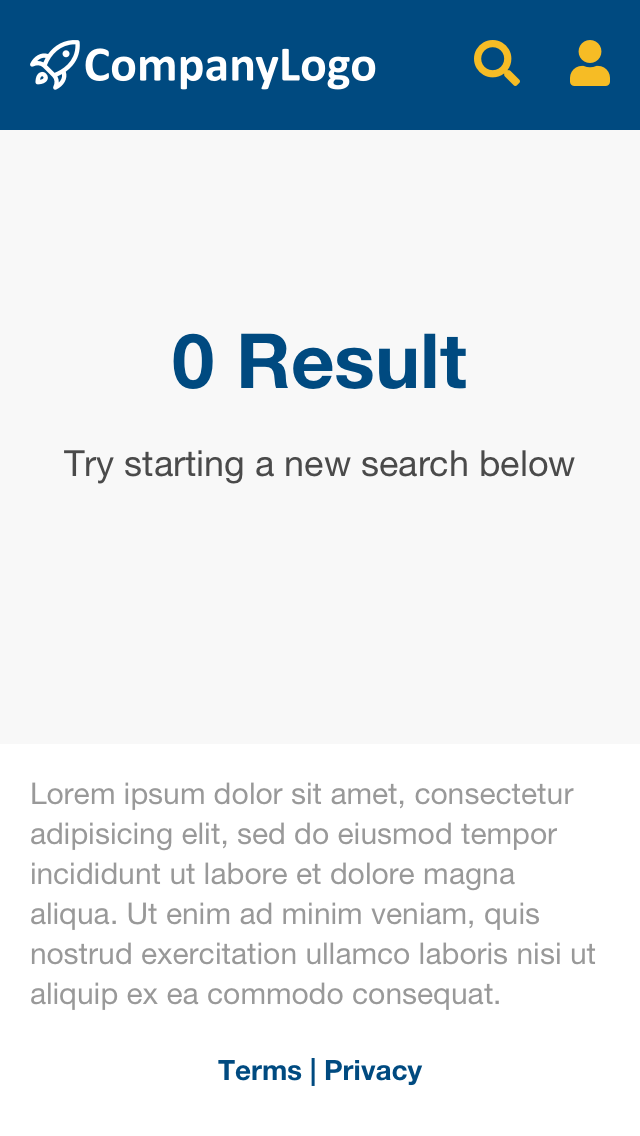 CompanyLogo
0 Result
Try starting a new search below
Lorem ipsum dolor sit amet, consectetur
adipisicing elit, sed do eiusmod tempor
incididunt ut labore et dolore magna
aliqua. Ut enim ad minim veniam, quis
nostrud exercitation ullamco laboris nisi ut
aliquip ex ea commodo consequat.
Terms | Privacy